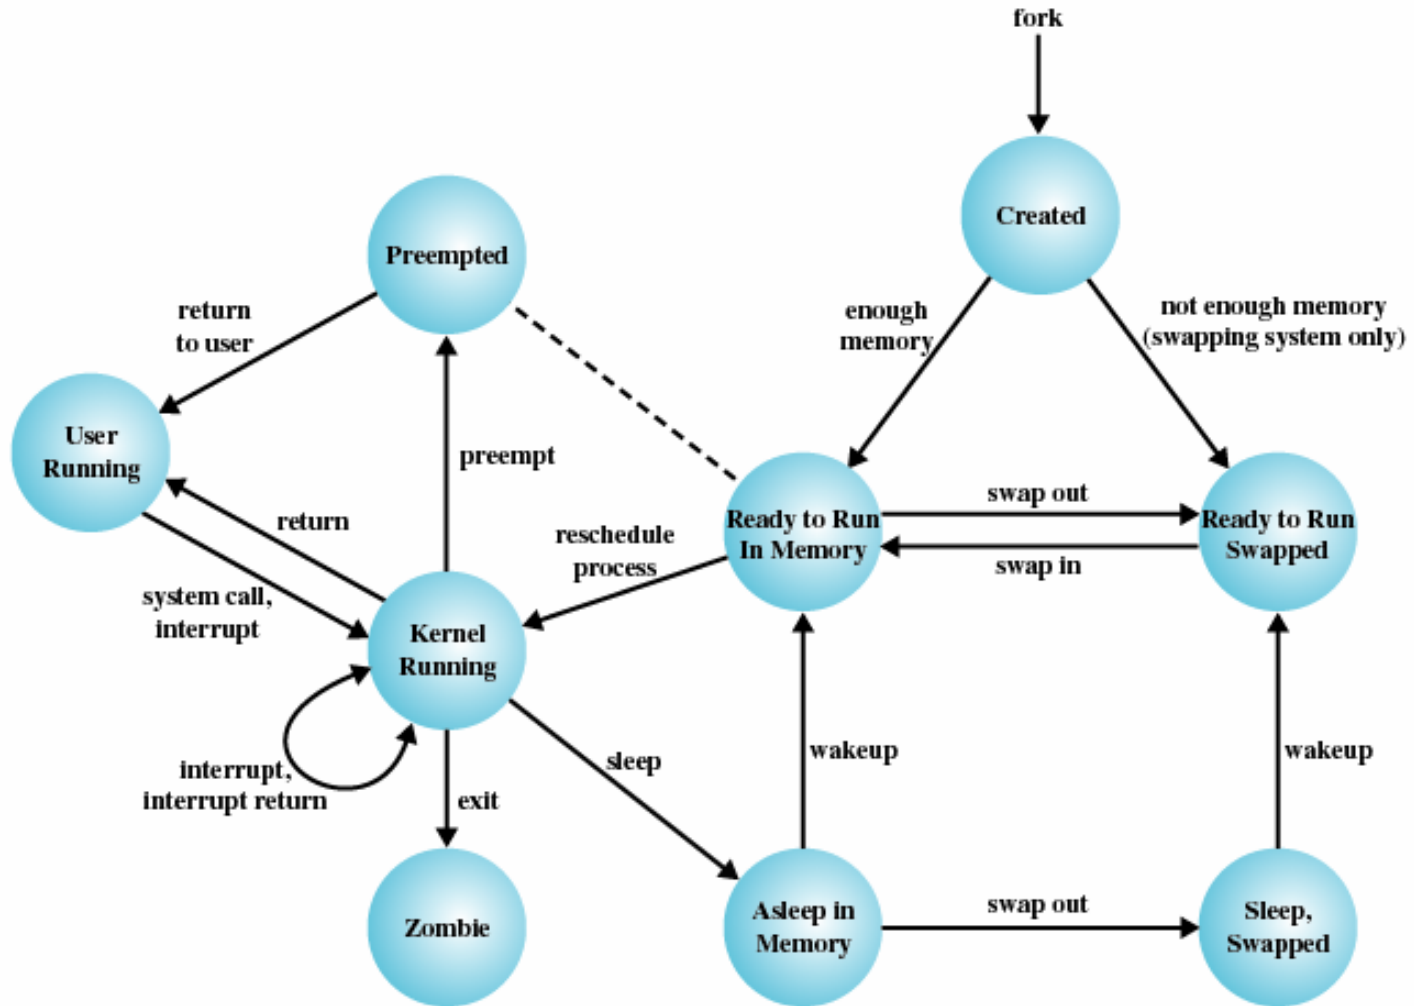 fork
Created
Preempted
return
to user
enough
memory
not enough memory
(swapping system only)
User
Running
preempt
return
reschedule
process
Ready to Run
In Memory
swap out
swap in
Ready to Run
Swapped
system call,
interrupt
Kernel
Running
interrupt,
interrupt return
exit
sleep
wakeup
wakeup
Zombie
Asleep in
Memory
swap out
Sleep,
Swapped